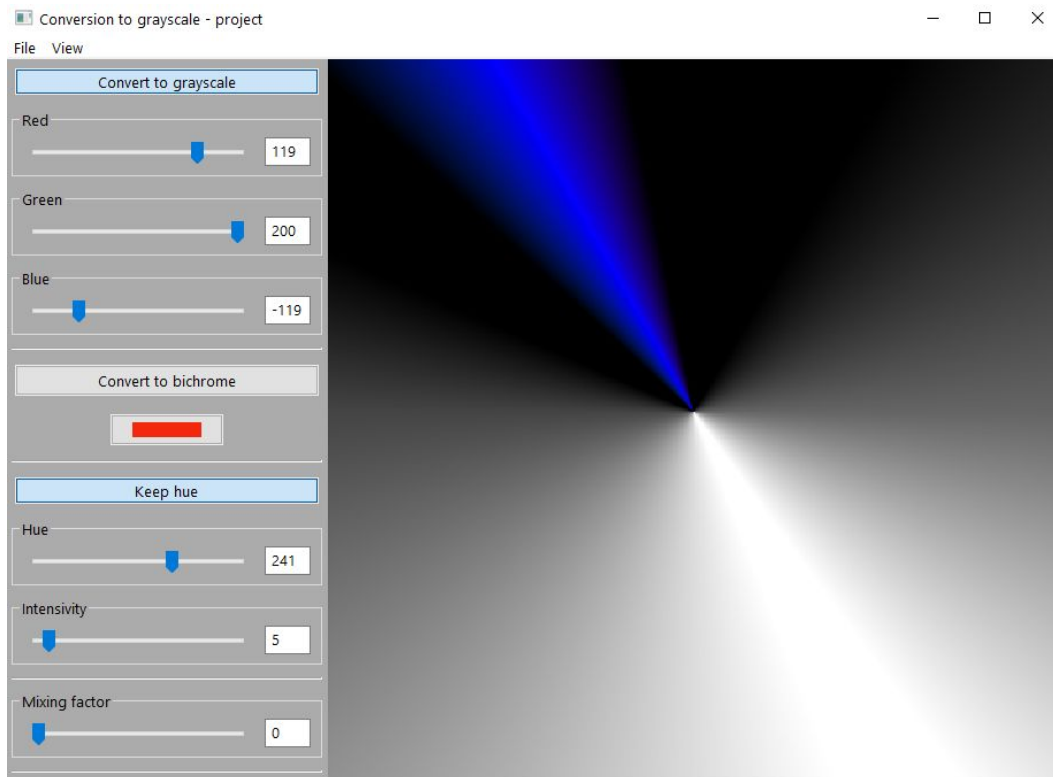 Conversion to grayscale - project
File View
Convert to grayscale
Red
119
Green
200
Blue
-119
Convert to bichrome
Keep hue
Hue
241
Intensivity
5
Mixing factor
0